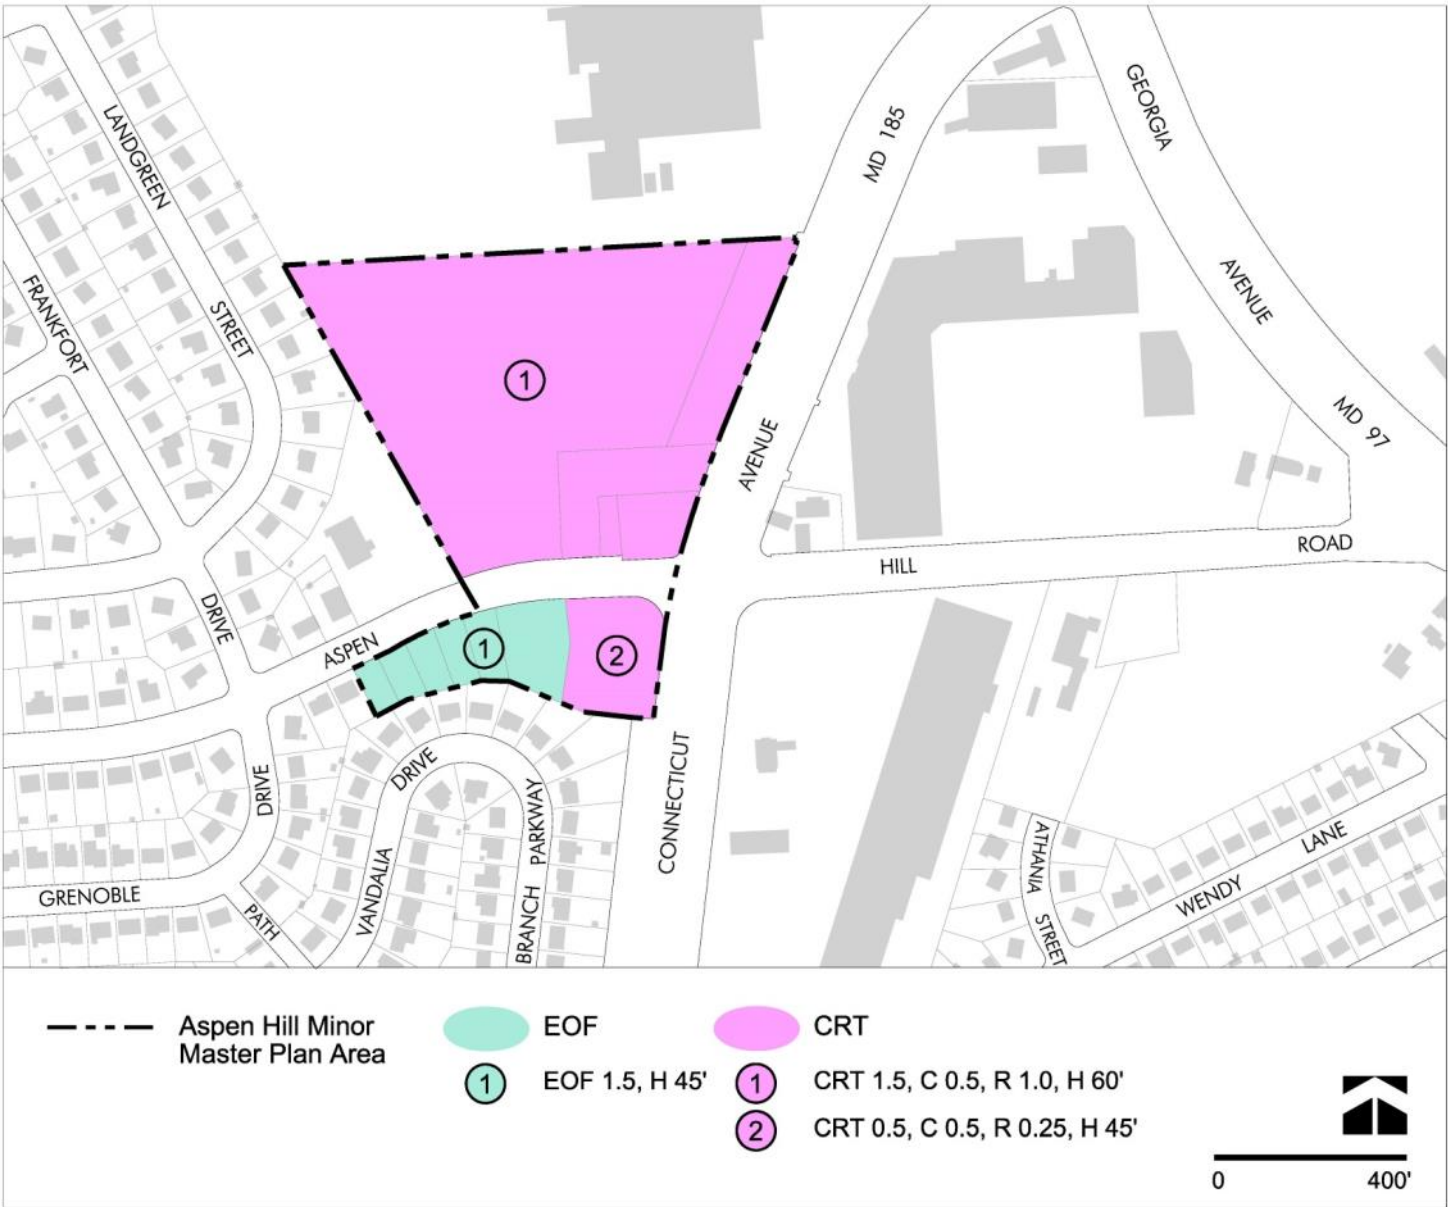 LANDGREEN
STREET
FRANKFORT
DRIVE
MD 185
GEORGIA
AVENUE
MD 97
1
AVENUE
HILL
ROAD
ASPEN
1
2
DRIVE
DRIVE
VANDALIA
BRANCH PARKWAY
CONNECTICUT
GRENOBLE
PATH
ATHANIA
STREET
WENDY
LANE
Aspen Hill Minor
Master Plan Area
EOF
1 EOF 1.5, H 45'
CRT
1 CRT 1.5, C 0.5, R 1.0, H 60'
2 CRT 0.5, C 0.5, R 0.25, H 45'
0 400'